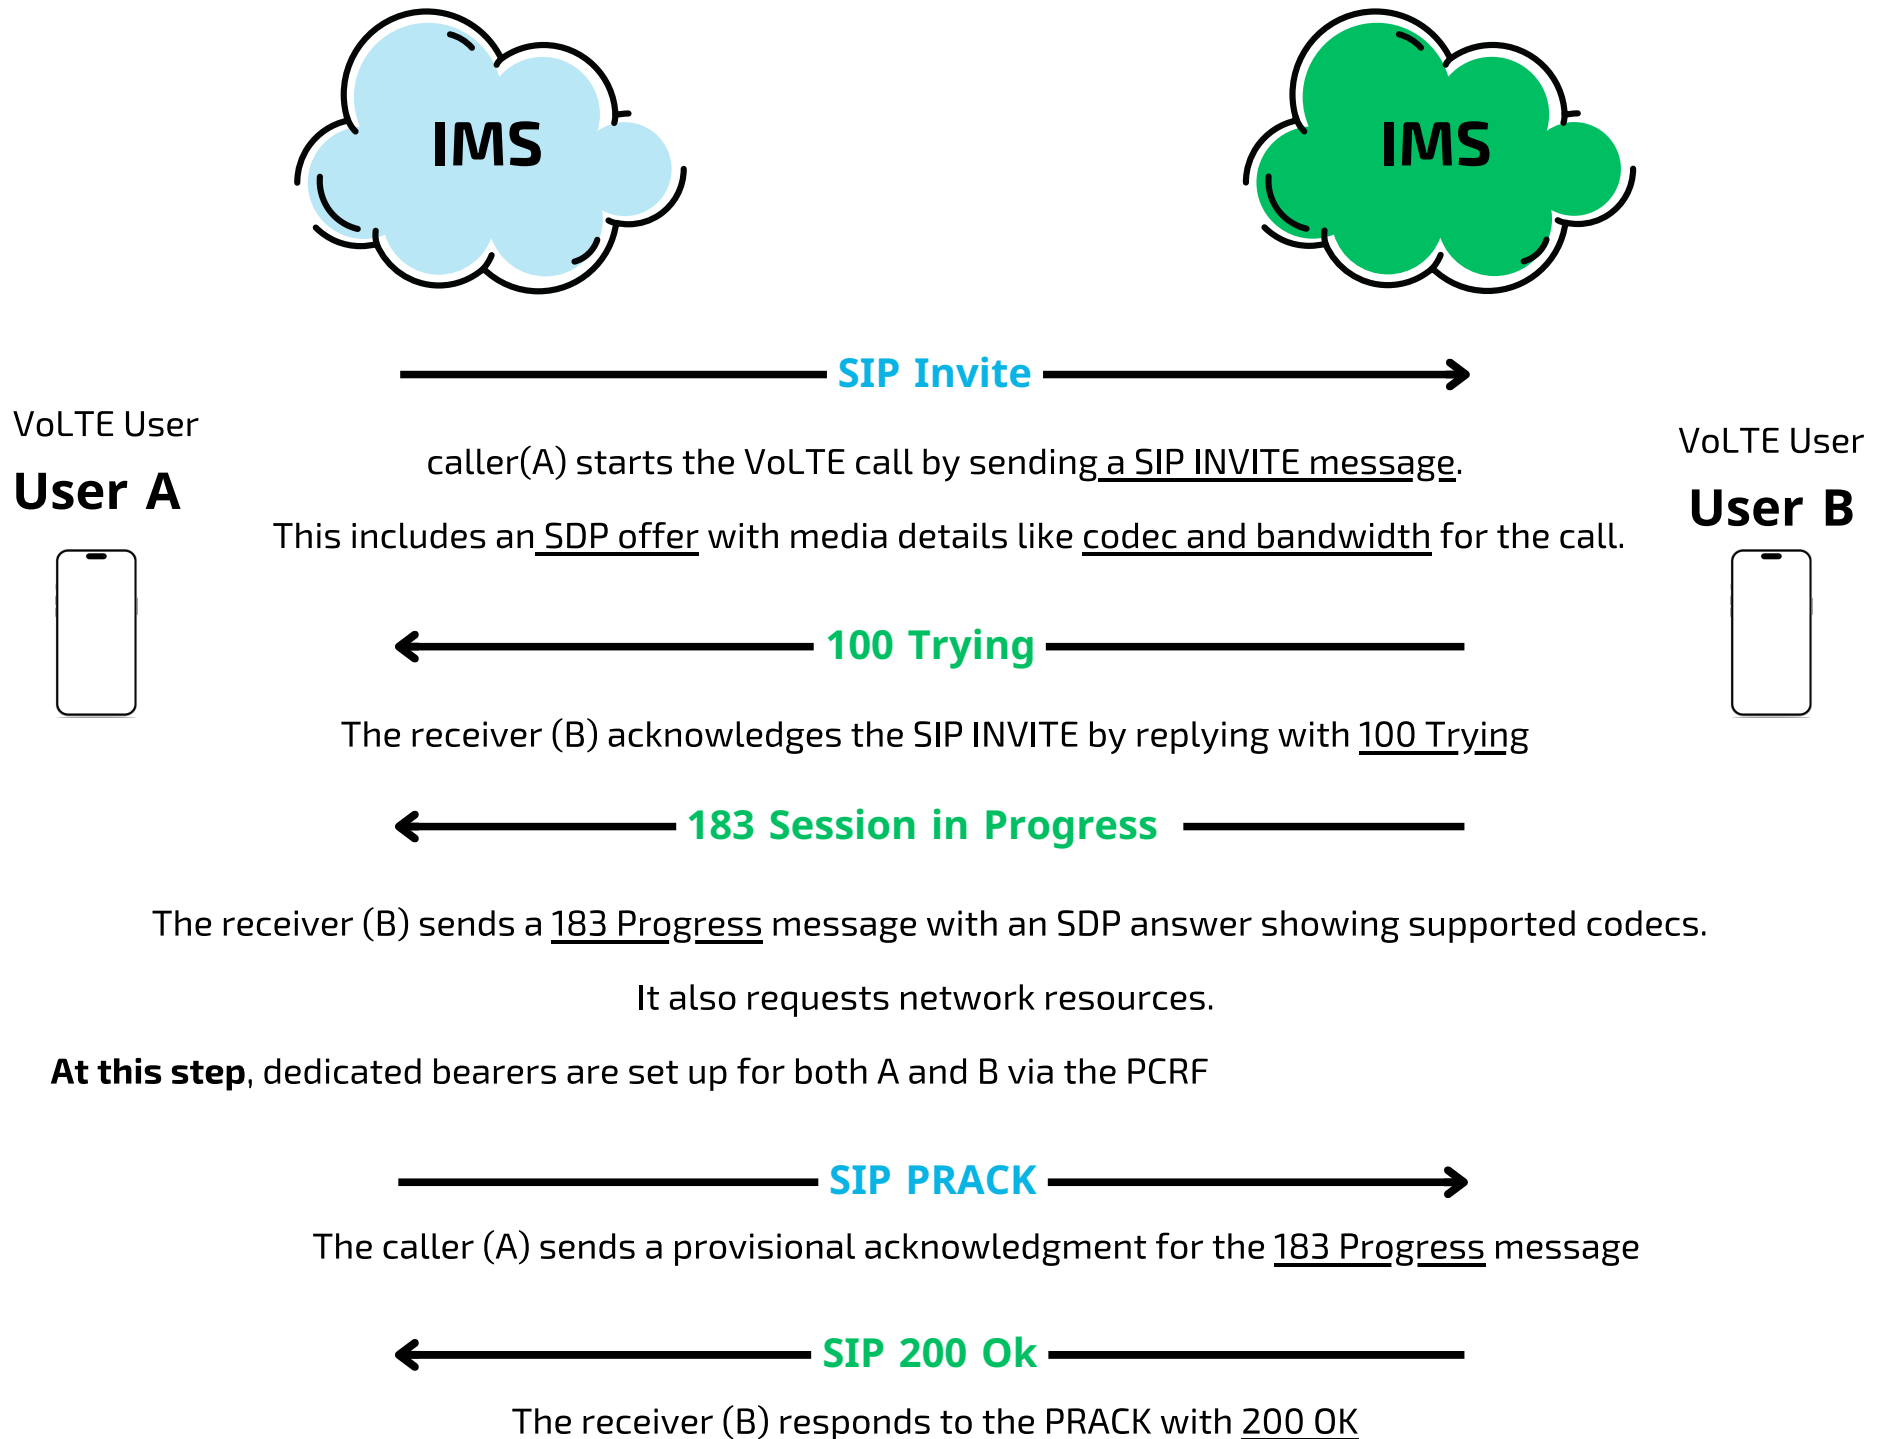 IMS
IMS
SIP Invite
VoLTE User
User A
caller(A) starts the VoLTE call by sending a SIP INVITE message.
This includes an SDP offer with media details like codec and bandwidth for the call.
VoLTE User
User B
100 Trying
The receiver (B) acknowledges the SIP INVITE by replying with 100 Trying
183 Session in Progress
The receiver (B) sends a 183 Progress message with an SDP answer showing supported codecs.
It also requests network resources.
At this step, dedicated bearers are set up for both A and B via the PCRF
SIP PRACK
The caller (A) sends a provisional acknowledgment for the 183 Progress message
SIP 200 Ok
The receiver (B) responds to the PRACK with 200 OK